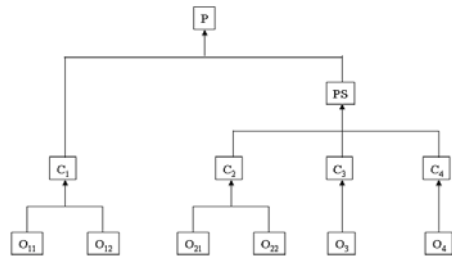 P
PS
C₁ C₂ C₃ C₄
O₁₁ O₁₂ O₂₁ O₂₂ O₃ O₄